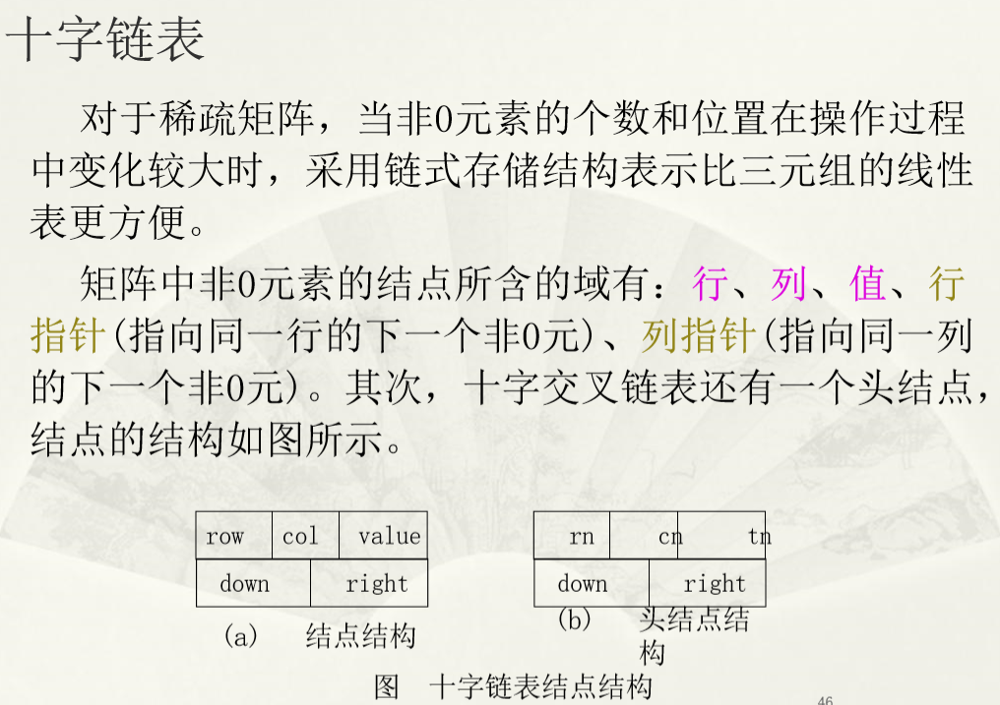 十字链表
对于稀疏矩阵，当非0元素的个数和位置在操作过程
中变化较大时，采用链式存储结构表示比三元组的线性
表更方便。
矩阵中非0元素的结点所含的域有：行、列、值、行
指针(指向同一行的下一个非0元)、列指针(指向同一列
的下一个非0元)。其次，十字交叉链表还有一个头结点，
结点的结构如图所示。
row col value
down right
(a) 结点结构
rn cn tn
down right
(b) 头结点结
构
图 十字链表结点结构
46